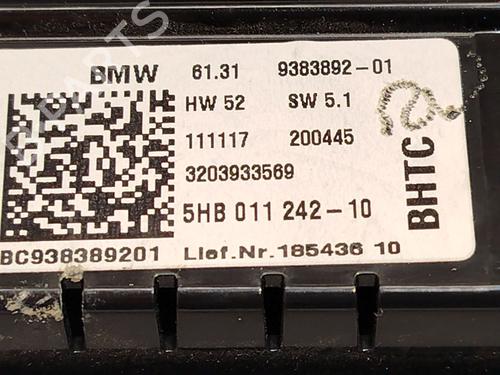 BMW 61.31 9383892-01
HW 52 SW 5.1
111117 200445
3203933569
5HB 011 242-10
BC938389201 Lief.Nr.185436 10
BHTC